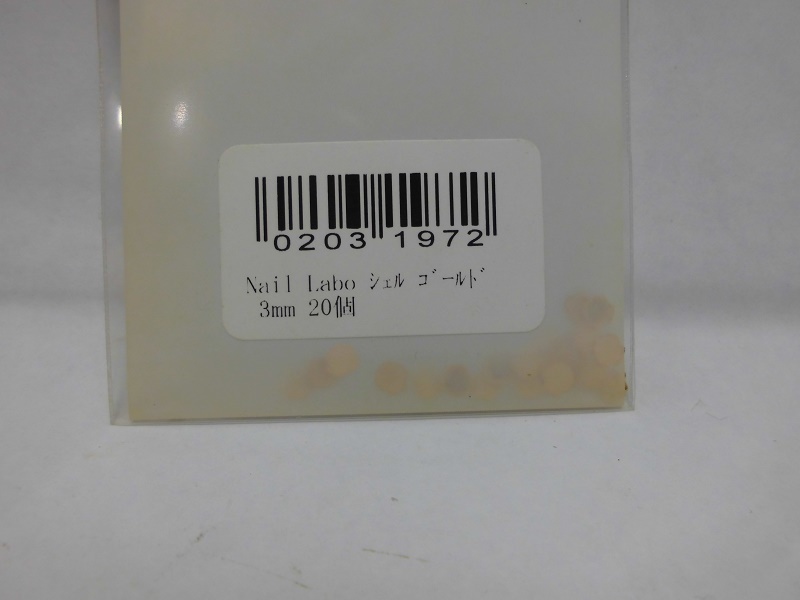 0203 1972
Nail Labo ｼｪﾙ ｺﾞｰﾙﾄﾞ
3mm 20個